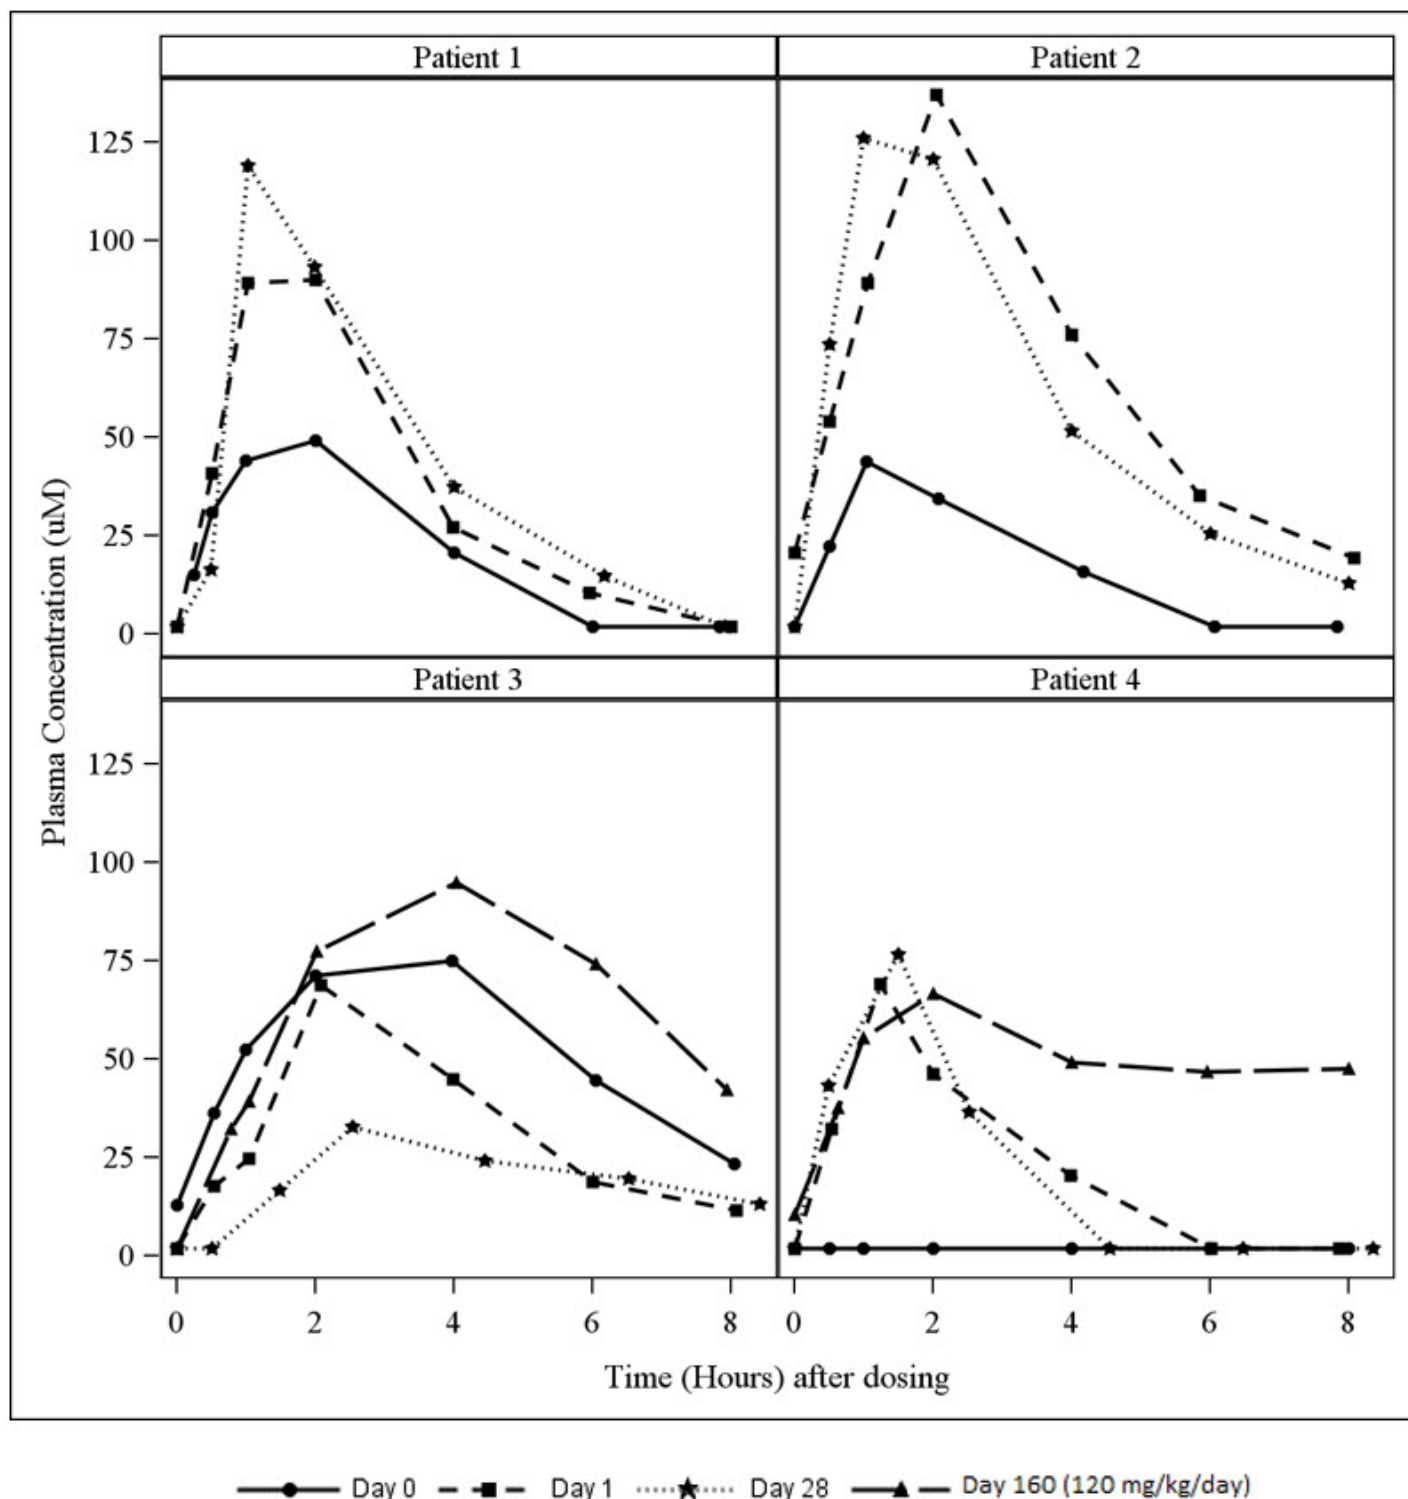 Patient 1
Patient 2
125
100
75
50
25
0
Patient 3
Patient 4
125
100
75
50
25
0
Plasma Concentration (uM)
0 2 4 6 8 0 2 4 6 8
Time (Hours) after dosing
Day 0 Day 1 Day 28 Day 160 (120 mg/kg/day)